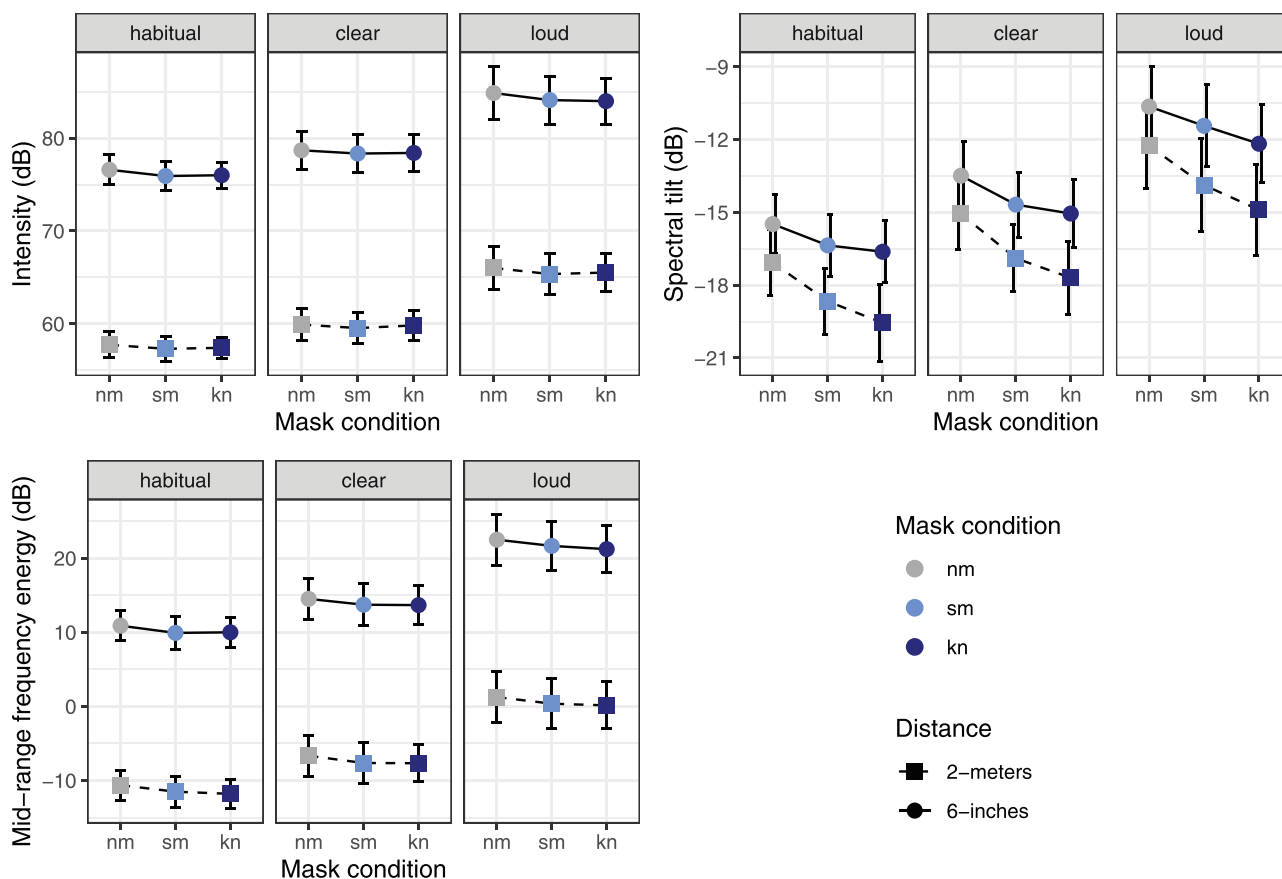 habitual clear loud
Intensity (dB)
80
70
60
nm sm kn nm sm kn nm sm kn
Mask condition
habitual clear loud
Spectral tilt (dB)
−9
−12
−15
−18
−21
nm sm kn nm sm kn nm sm kn
Mask condition
habitual clear loud
Mid−range frequency energy (dB)
20
10
0
−10
nm sm kn nm sm kn nm sm kn
Mask condition
Mask condition
nm
sm
kn
Distance
2−meters
6−inches